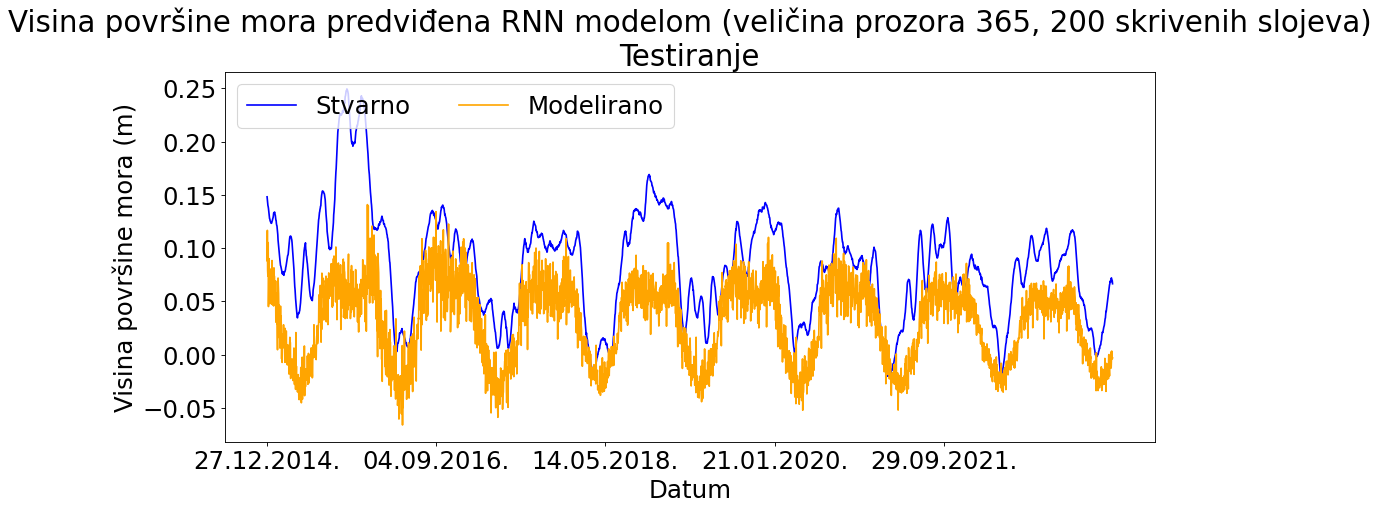 Visina površine mora predviđena RNN modelom (veličina prozora 365, 200 skrivenih slojeva)
Testiranje
Stvarno
Modelirano
Visina površine mora (m)
0.25
0.20
0.15
0.10
0.05
0.00
−0.05
27.12.2014.
04.09.2016.
14.05.2018.
21.01.2020.
29.09.2021.
Datum